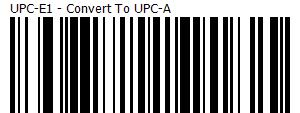 UPC-E1 - Convert To UPC-A